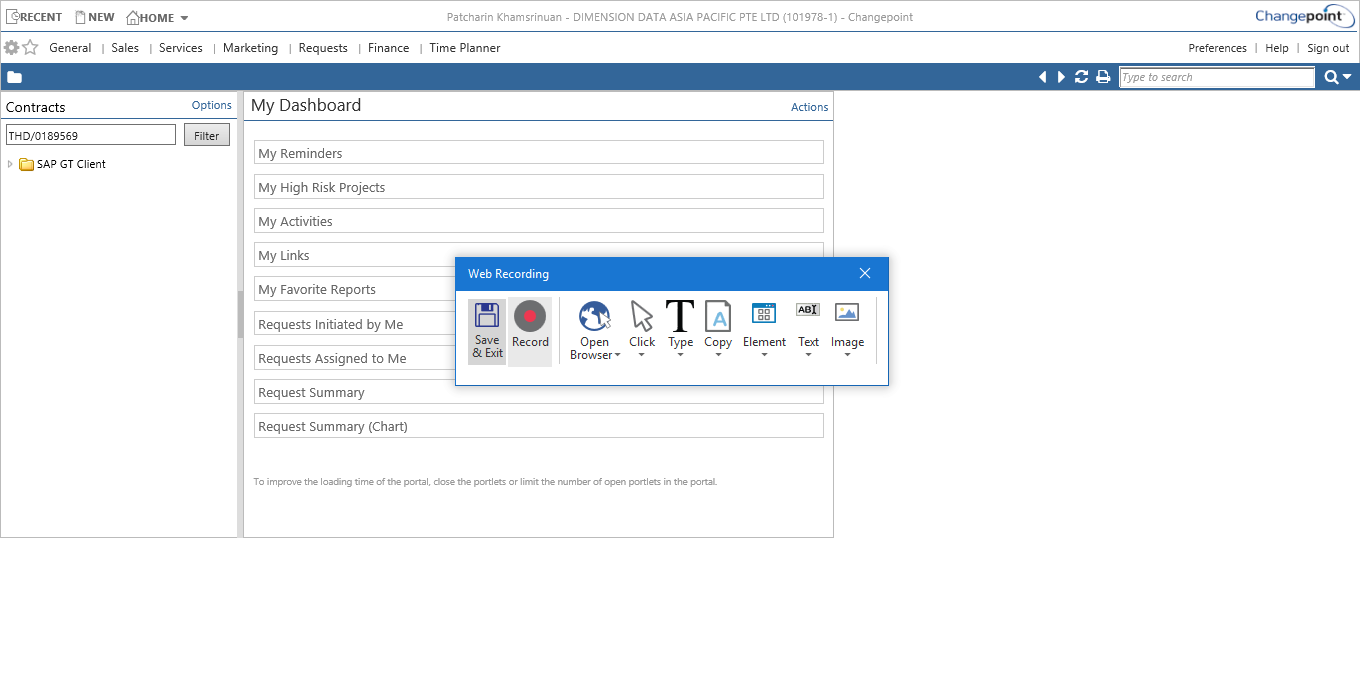 RECENT NEW HOME
Patcharin Khamsrinuan - DIMENSION DATA ASIA PACIFIC PTE LTD (101978-1) - Changepoint
Changepoint
General | Sales | Services | Marketing | Requests | Finance | Time Planner
Preferences | Help | Sign out
Type to search
Contracts Options
THD/0189569 Filter
SAP GT Client
My Dashboard Actions
My Reminders
My High Risk Projects
My Activities
My Links
My Favorite Reports
Requests Initiated by Me
Requests Assigned to Me
Request Summary
Request Summary (Chart)
To improve the loading time of the portal, close the portlets or limit the number of open portlets in the portal.
Web Recording
Save
& Exit
Record
Open
Browser
Click
T
Type
A
Copy
Element
AB
Text
Image